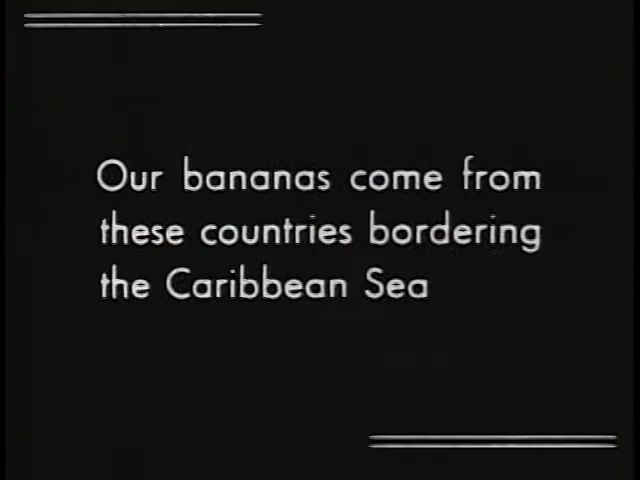 Our bananas come from
these countries bordering
the Caribbean Sea